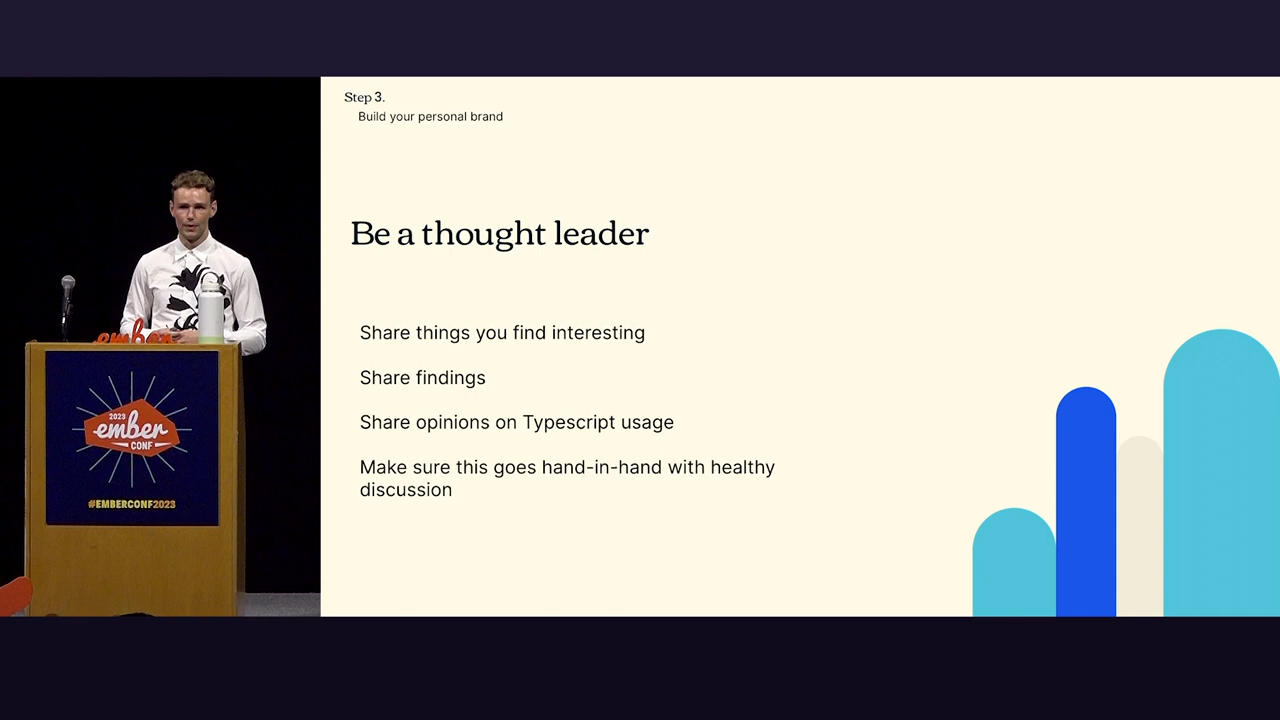 Step 3.
Build your personal brand
Be a thought leader
Share things you find interesting
Share findings
Share opinions on Typescript usage
Make sure this goes hand-in-hand with healthy
discussion
ember
2023
ember
CONF
#EMBERCONF2023